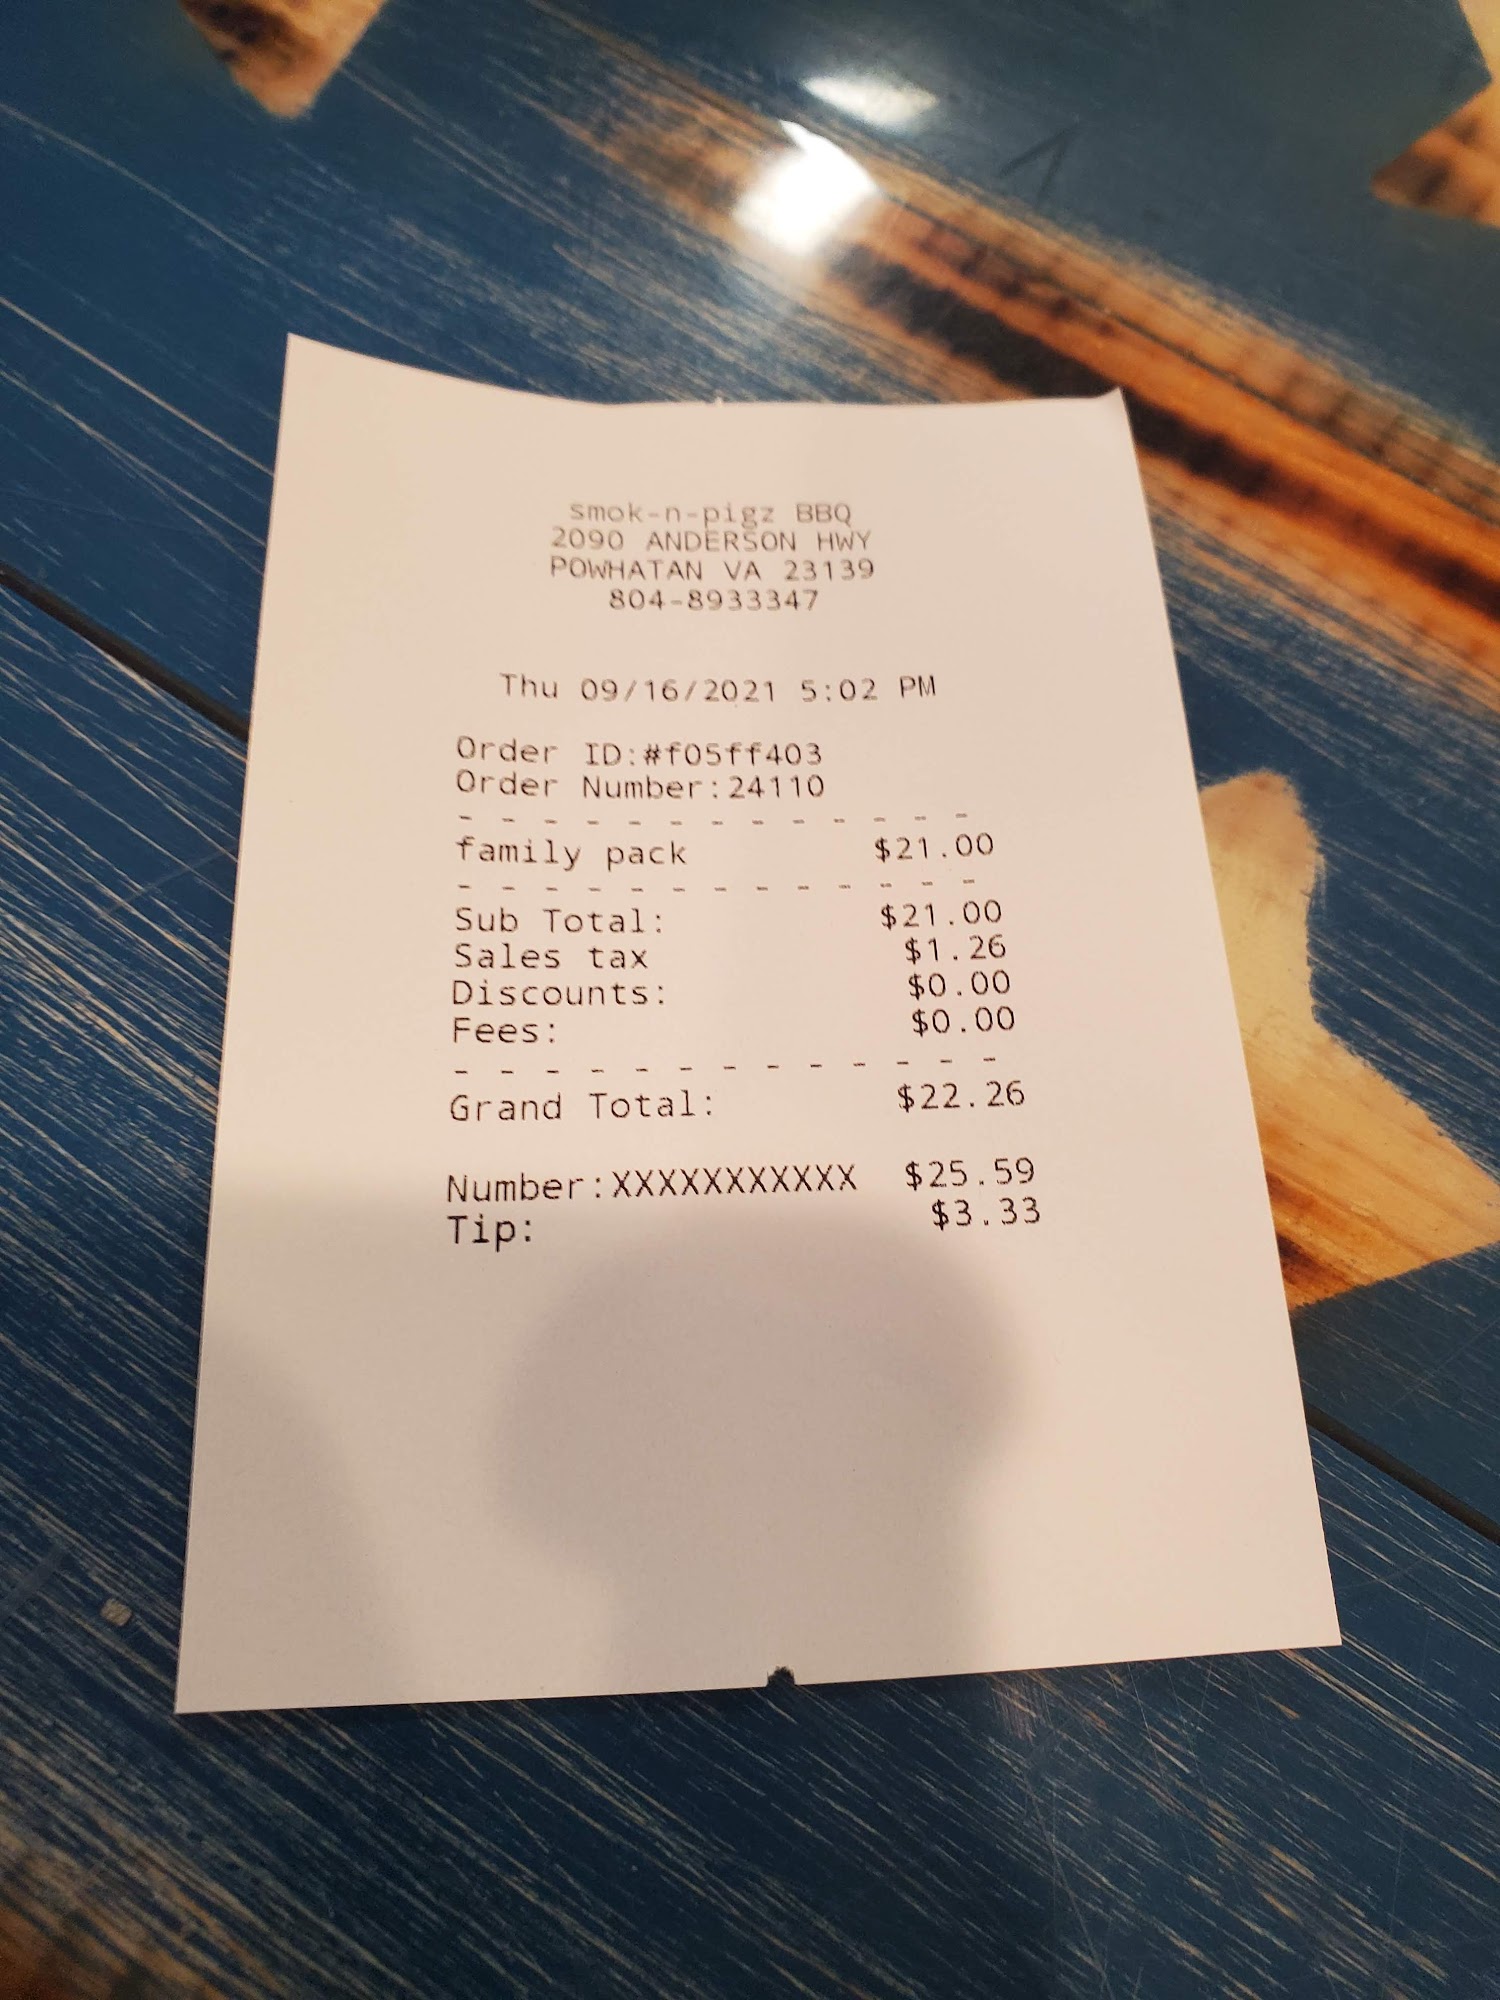 smok-n-pigz BBQ
2090 ANDERSON HWY
POWHATAN VA 23139
804-8933347
Thu 09/16/2021 5:02 PM
Order ID:#f05ff403
Order Number:24110
- - - - - - - - - - - - -
family pack $21.00
- - - - - - - - - - - - -
Sub Total: $21.00
Sales tax $1.26
Discounts: $0.00
Fees: $0.00
- - - - - - - - - - - - -
Grand Total: $22.26
Number:XXXXXXXXXXX $25.59
Tip: $3.33